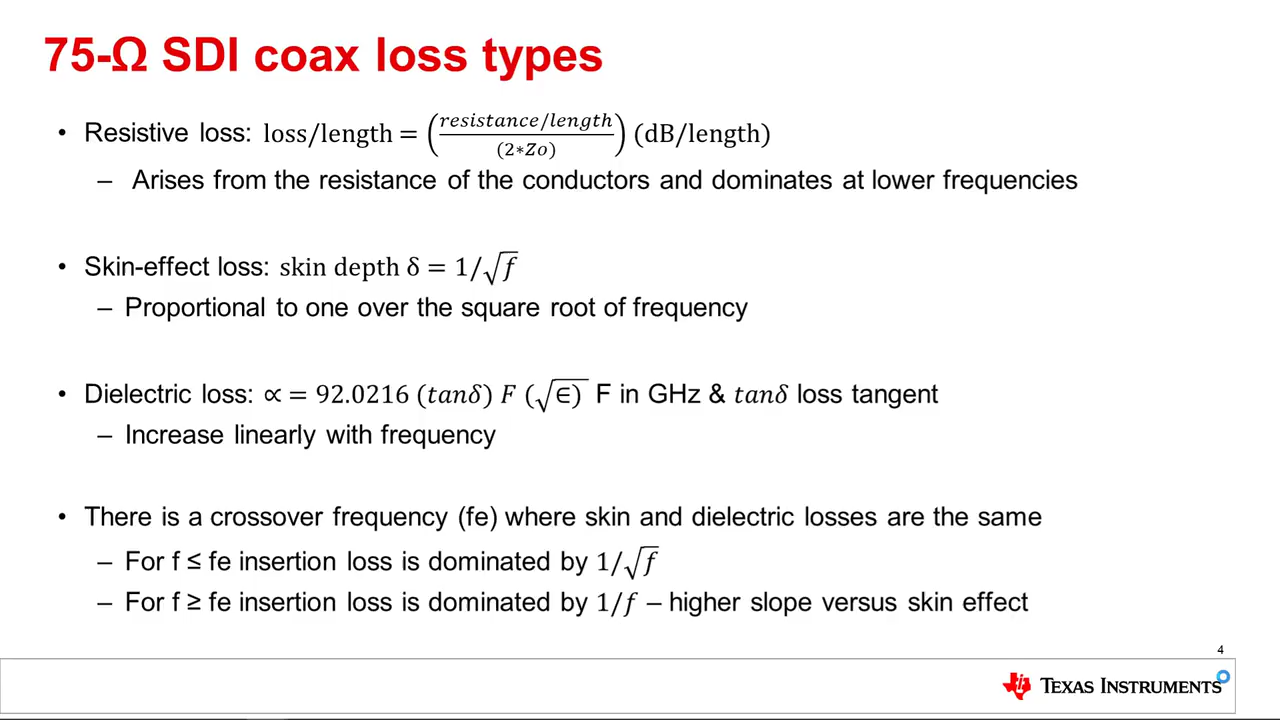 75-Ω SDI coax loss types
• Resistive loss: loss/length = (resistance/length / (2∗Zo)) (dB/length)
– Arises from the resistance of the conductors and dominates at lower frequencies
• Skin-effect loss: skin depth δ = 1/√f
– Proportional to one over the square root of frequency
• Dielectric loss: ∝ = 92.0216 (tanδ) F (√∈) F in GHz & tanδ loss tangent
– Increase linearly with frequency
• There is a crossover frequency (fe) where skin and dielectric losses are the same
– For f ≤ fe insertion loss is dominated by 1/√f
– For f ≥ fe insertion loss is dominated by 1/f – higher slope versus skin effect
4
TEXAS INSTRUMENTS